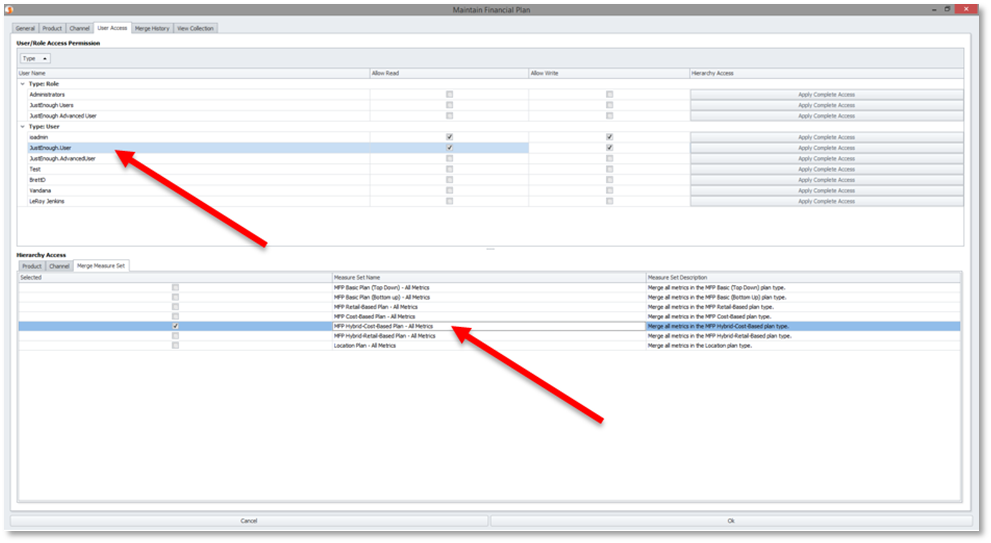 Maintain Financial Plan
General Product Channel User Access Merge History View Collection
User/Role Access Permission
Type
User Name Allow Read Allow Write Hierarchy Access
Type: Role
Administrators Apply Complete Access
JustEnough Users Apply Complete Access
JustEnough Advanced User Apply Complete Access
Type: User
ioadmin Apply Complete Access
JustEnough.User Apply Complete Access
JustEnough.AdvancedUser Apply Complete Access
Test Apply Complete Access
BrettD Apply Complete Access
Vandana Apply Complete Access
LeRoy Jenkins Apply Complete Access
Hierarchy Access
Product Channel Merge Measure Set
Selected Measure Set Name Measure Set Description
MFP Basic Plan (Top Down) - All Metrics Merge all metrics in the MFP Basic (Top Down) plan type.
MFP Basic Plan (Bottom up) - All Metrics Merge all metrics in the MFP Basic (Bottom Up) plan type.
MFP Retail-Based Plan - All Metrics Merge all metrics in the MFP Retail-Based plan type.
MFP Cost-Based Plan - All Metrics Merge all metrics in the MFP Cost-Based plan type.
MFP Hybrid-Cost-Based Plan - All Metrics Merge all metrics in the MFP Hybrid-Cost-Based plan type.
MFP Hybrid-Retail-Based Plan - All Metrics Merge all metrics in the MFP Hybrid-Retail-Based plan type.
Location Plan - All Metrics Merge all metrics in the Location plan type.
Cancel Ok